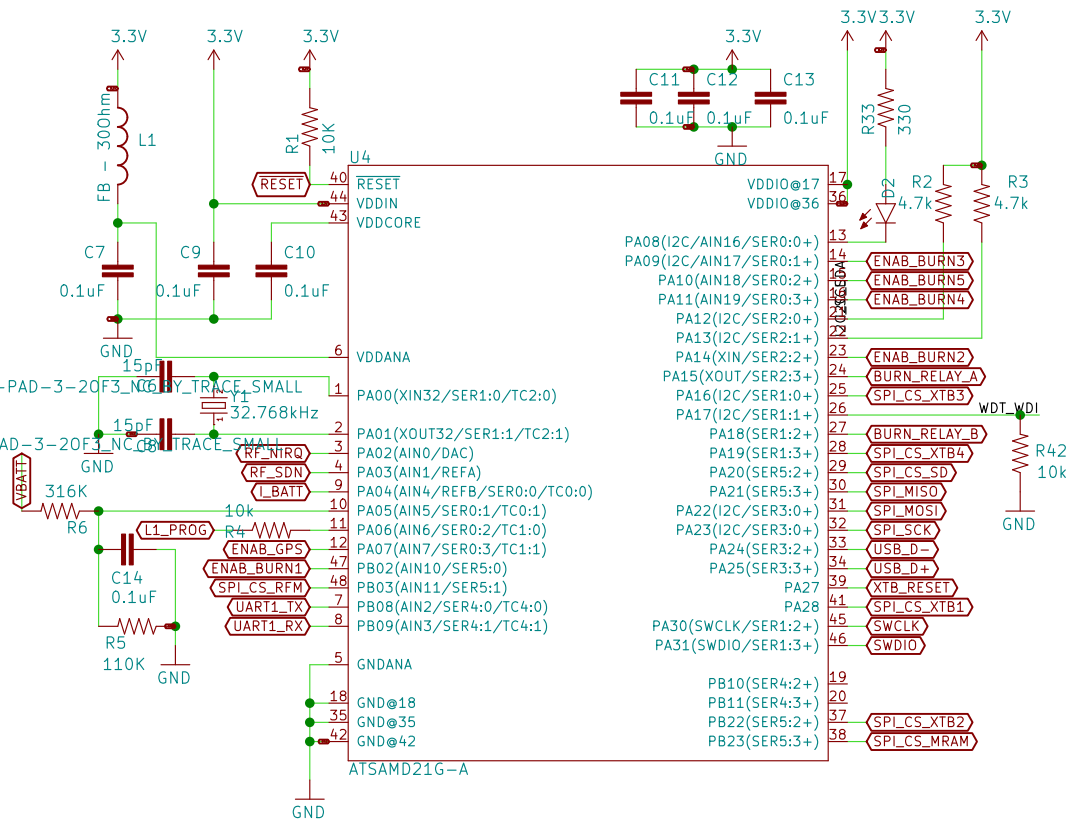 3.3V
3.3V
3.3V
3.3V
3.3V
3.3V
3.3V
FB - 300hm
L1
R1
10K
C11
C12
C13
0.1uF
0.1uF
0.1uF
GND
R33
330
D2
R2
4.7k
R3
4.7k
U4
RESET
40 RESET
44 VDDIN
43 VDDCORE
C7
0.1uF
C9
0.1uF
C10
0.1uF
GND
6 VDDANA
15pF
-PAD-3-20F3_NC_BY_TRACE_SMALL
Y1
32.768kHz
1 PA00(XIN32/SER1:0/TC2:0)
15pF
AD-3-20F3_NC_BY_TRACE_SMALL
GND
2 PA01(XOUT32/SER1:1/TC2:1)
RF_NIRQ 3 PA02(AIN0/DAC)
RF_SDN 4 PA03(AIN1/REFA)
I_BATT 9 PA04(AIN4/REFB/SER0:0/TC0:0)
VBATT
316K
R6
10 PA05(AIN5/SER0:1/TC0:1)
10k
R4
L1_PROG 11 PA06(AIN6/SER0:2/TC1:0)
ENAB_GPS 12 PA07(AIN7/SER0:3/TC1:1)
ENAB_BURN1 47 PB02(AIN10/SER5:0)
SPI_CS_RFM 48 PB03(AIN11/SER5:1)
UART1_TX 7 PB08(AIN2/SER4:0/TC4:0)
UART1_RX 8 PB09(AIN3/SER4:1/TC4:1)
C14
0.1uF
R5
110K
GND
5 GNDANA
18 GND@18
35 GND@35
42 GND@42
GND
ATSAMD21G-A
VDDIO@17 17
VDDIO@36 36
PA08(I2C/AIN16/SER0:0+) 13
PA09(I2C/AIN17/SER0:1+) 14 ENAB_BURN3
PA10(AIN18/SER0:2+) ENAB_BURN5
PA11(AIN19/SER0:3+) ENAB_BURN4
PA12(I2C/SER2:0+) 21
PA13(I2C/SER2:1+) 22
PA14(XIN/SER2:2+) 23 ENAB_BURN2
PA15(XOUT/SER2:3+) 24 BURN_RELAY_A
PA16(I2C/SER1:0+) 25 SPI_CS_XTB3
PA17(I2C/SER1:1+) 26 WDT_WDI
PA18(SER1:2+) 27 BURN_RELAY_B
PA19(SER1:3+) 28 SPI_CS_XTB4
PA20(SER5:2+) 29 SPI_CS_SD
PA21(SER5:3+) 30 SPI_MISO
PA22(I2C/SER3:0+) 31 SPI_MOSI
PA23(I2C/SER3:0+) 32 SPI_SCK
PA24(SER3:2+) 33 USB_D-
PA25(SER3:3+) 34 USB_D+
PA27 39 XTB_RESET
PA28 41 SPI_CS_XTB1
PA30(SWCLK/SER1:2+) 45 SWCLK
PA31(SWDIO/SER1:3+) 46 SWDIO
PB10(SER4:2+) 19
PB11(SER4:3+) 20
PB22(SER5:2+) 37 SPI_CS_XTB2
PB23(SER5:3+) 38 SPI_CS_MRAM
R42
10k
GND